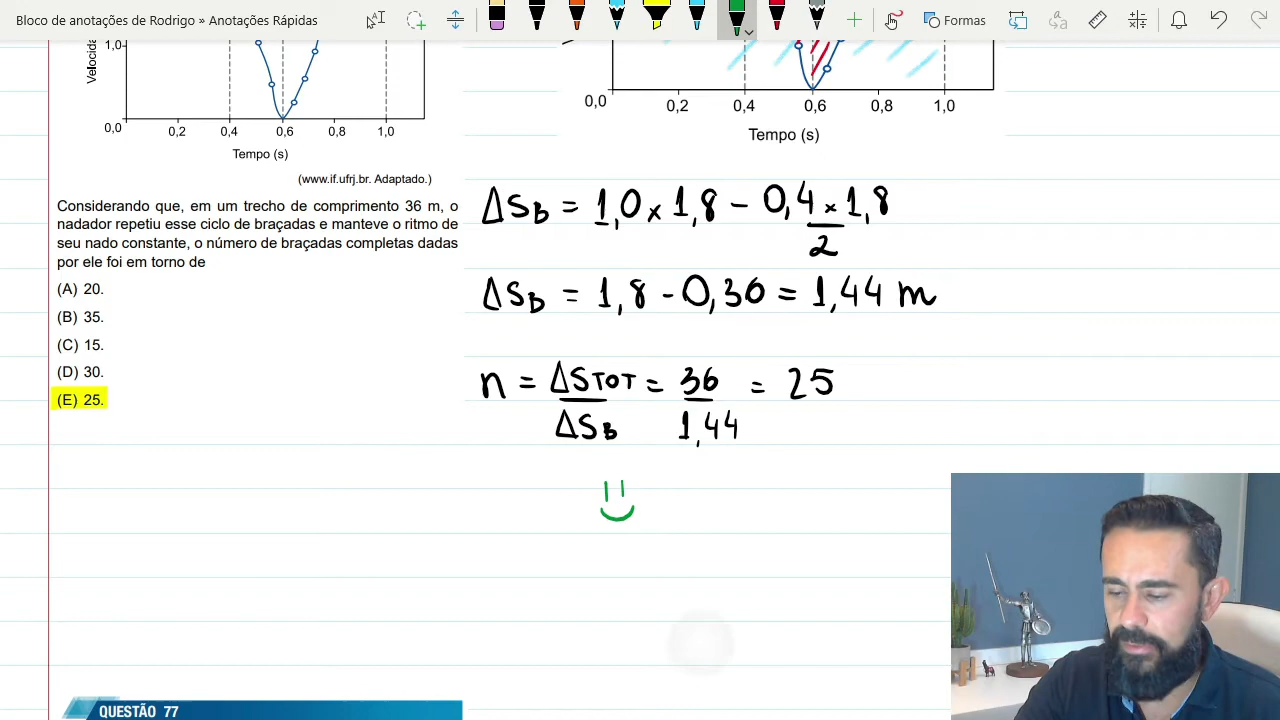 Bloco de notações de Rodrigo » Anotações Rápidas
Formas
Velocida
1,0
0,0
0,2
0,4
0,6
0,8
1,0
Tempo (s)
(www.if.ufrj.br. Adaptado.)
Considerando que, em um trecho de comprimento 36 m, o
nadador repetiu esse ciclo de braçadas e manteve o ritmo de
seu nado constante, o número de braçadas completas dadas
por ele foi em torno de
(A) 20.
(B) 35.
(C) 15.
(D) 30.
(E) 25.
0,0
0,2
0,4
0,6
0,8
1,0
Tempo (s)
ΔSB = 1,0 x 1,8 - 0,4 x 1,8
2
ΔSB = 1,8 - 0,36 = 1,44 m
n = ΔSTOT = 36 = 25
ΔSB 1,44
QUESTÃO 77